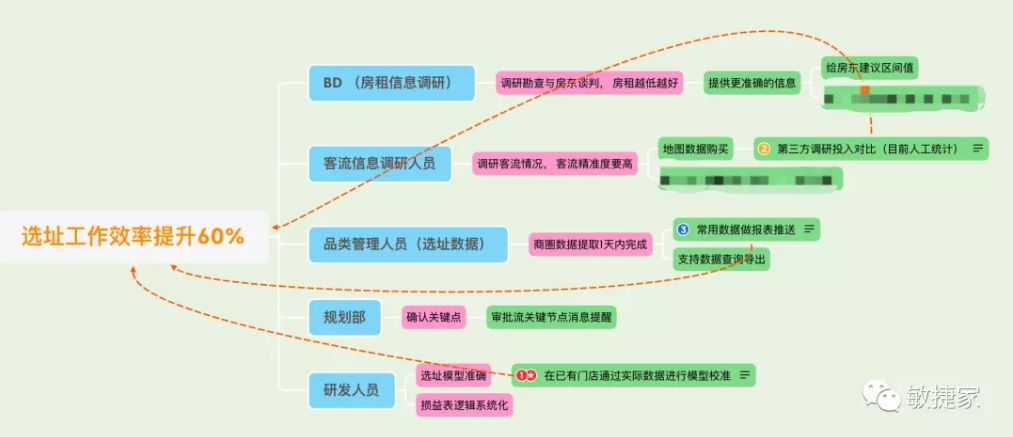 选址工作效率提升60%
BD （房租信息调研）
调研勘查与房东谈判，房租越低越好
提供更准确的信息
给房东建议区间值
客流信息调研人员
调研客流情况，客流精准度要高
地图数据购买
2 第三方调研投入对比（目前人工统计）
品类管理人员（选址数据）
商圈数据提取1天内完成
3 常用数据做报表推送
支持数据查询导出
规划部
确认关键点
审批流关键节点消息提醒
研发人员
选址模型准确
1 在已有门店通过实际数据进行模型校准
损益表逻辑系统化
敏捷家